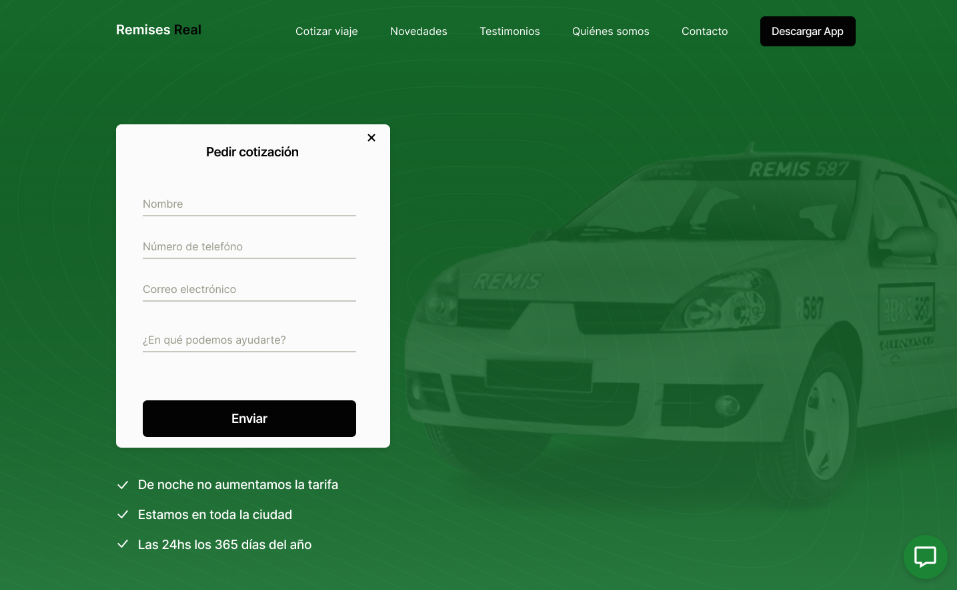 Remises Real
Cotizar viaje
Novedades
Testimonios
Quiénes somos
Contacto
Descargar App
Pedir cotización
Nombre
Número de telefóno
Correo electrónico
¿En qué podemos ayudarte?
Enviar
De noche no aumentamos la tarifa
Estamos en toda la ciudad
Las 24hs los 365 días del año
REMIS 587
REMIS
587